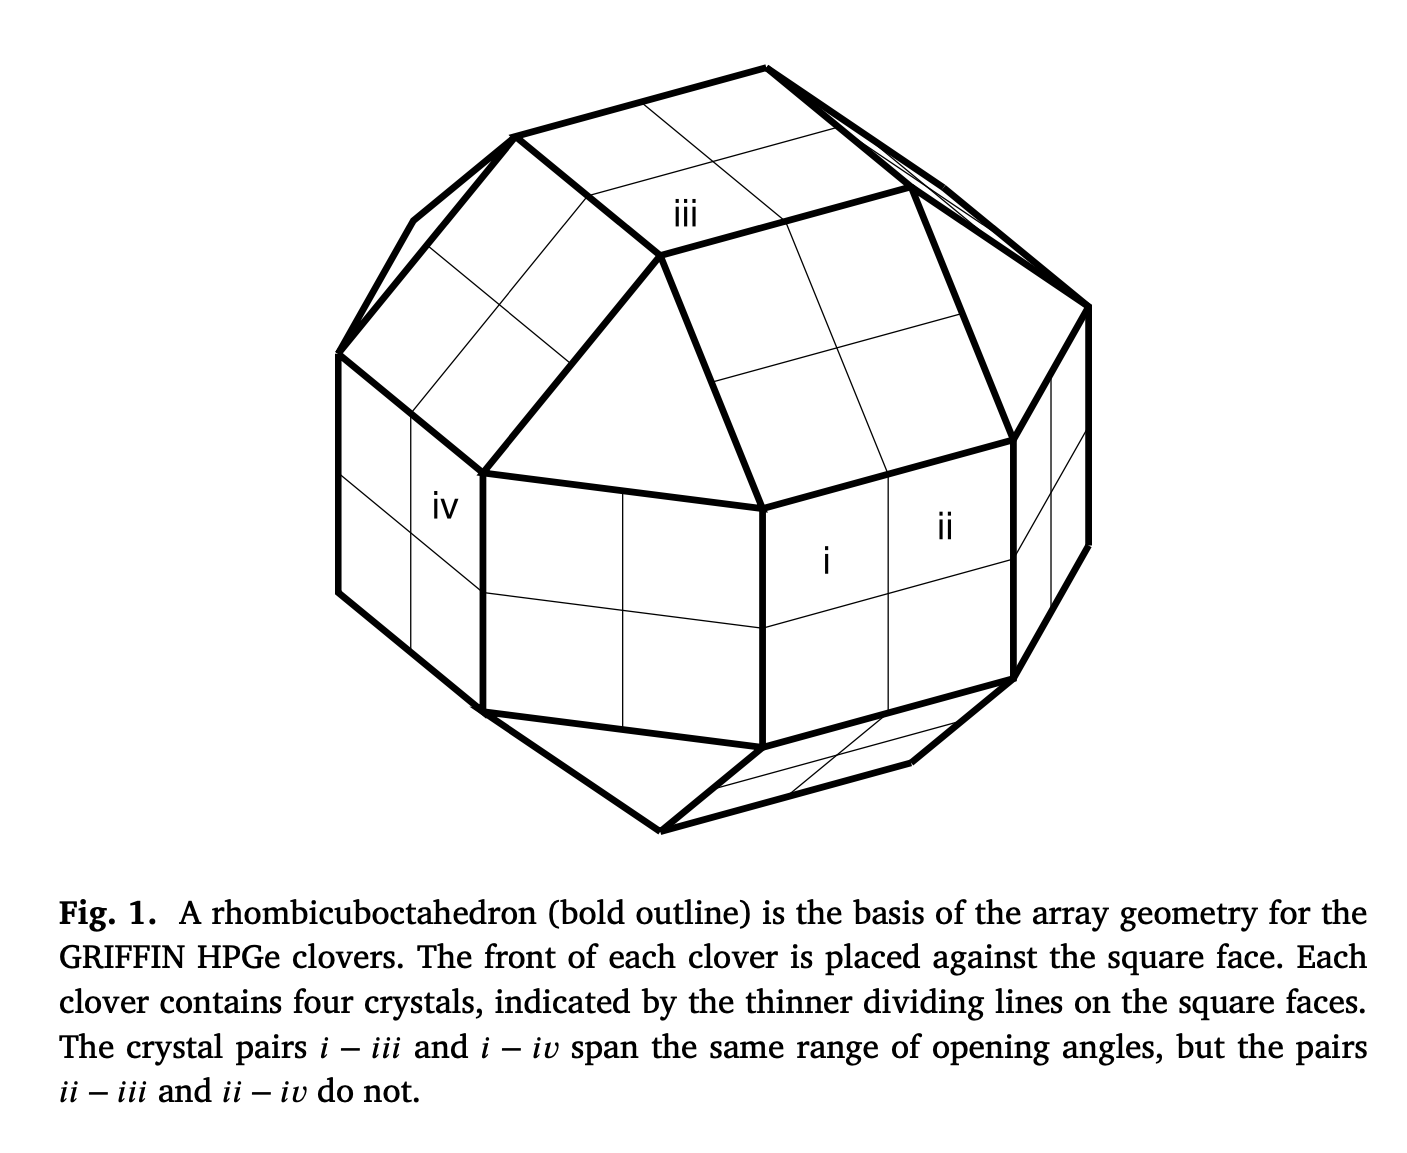 iii
iv
ii
i
Fig. 1. A rhombicuboctahedron (bold outline) is the basis of the array geometry for the
GRIFFIN HPGe clovers. The front of each clover is placed against the square face. Each
clover contains four crystals, indicated by the thinner dividing lines on the square faces.
The crystal pairs i − iii and i − iv span the same range of opening angles, but the pairs
ii − iii and ii − iv do not.